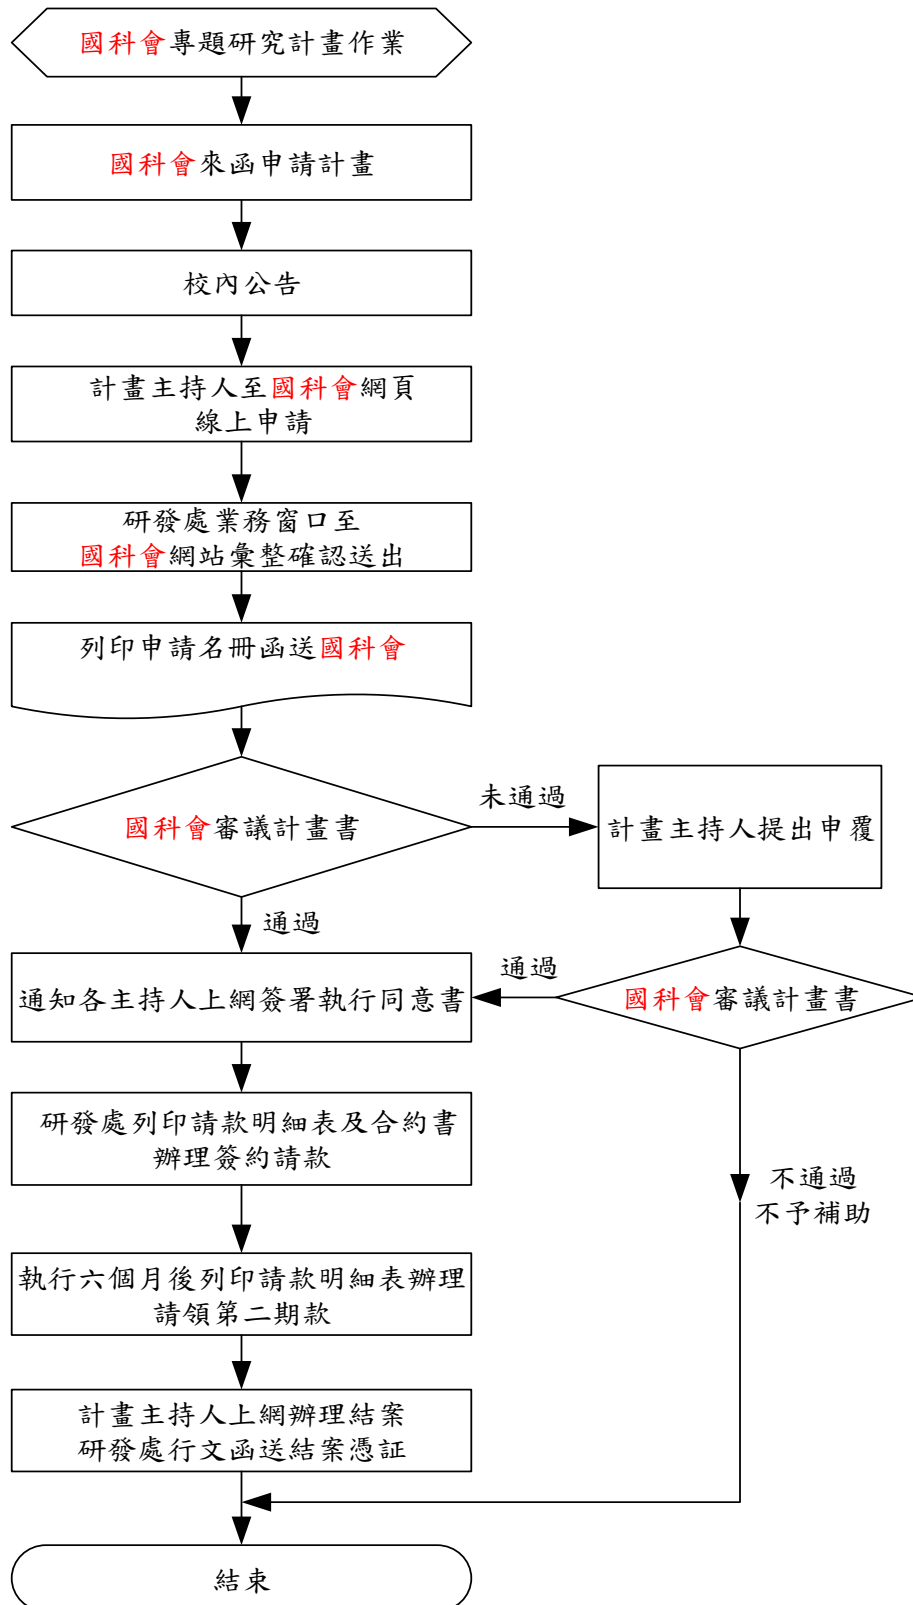 國科會專題研究計畫作業
國科會來函申請計畫
校內公告
計畫主持人至國科會網頁
線上申請
研發處業務窗口至
國科會網站彙整確認送出
列印申請名冊函送國科會
國科會審議計畫書
未通過
計畫主持人提出申覆
通過
通知各主持人上網簽署執行同意書
通過
國科會審議計畫書
研發處列印請款明細表及合約書
辦理簽約請款
不通過
不予補助
執行六個月後列印請款明細表辦理
請領第二期款
計畫主持人上網辦理結案
研發處行文函送結案憑証
結束